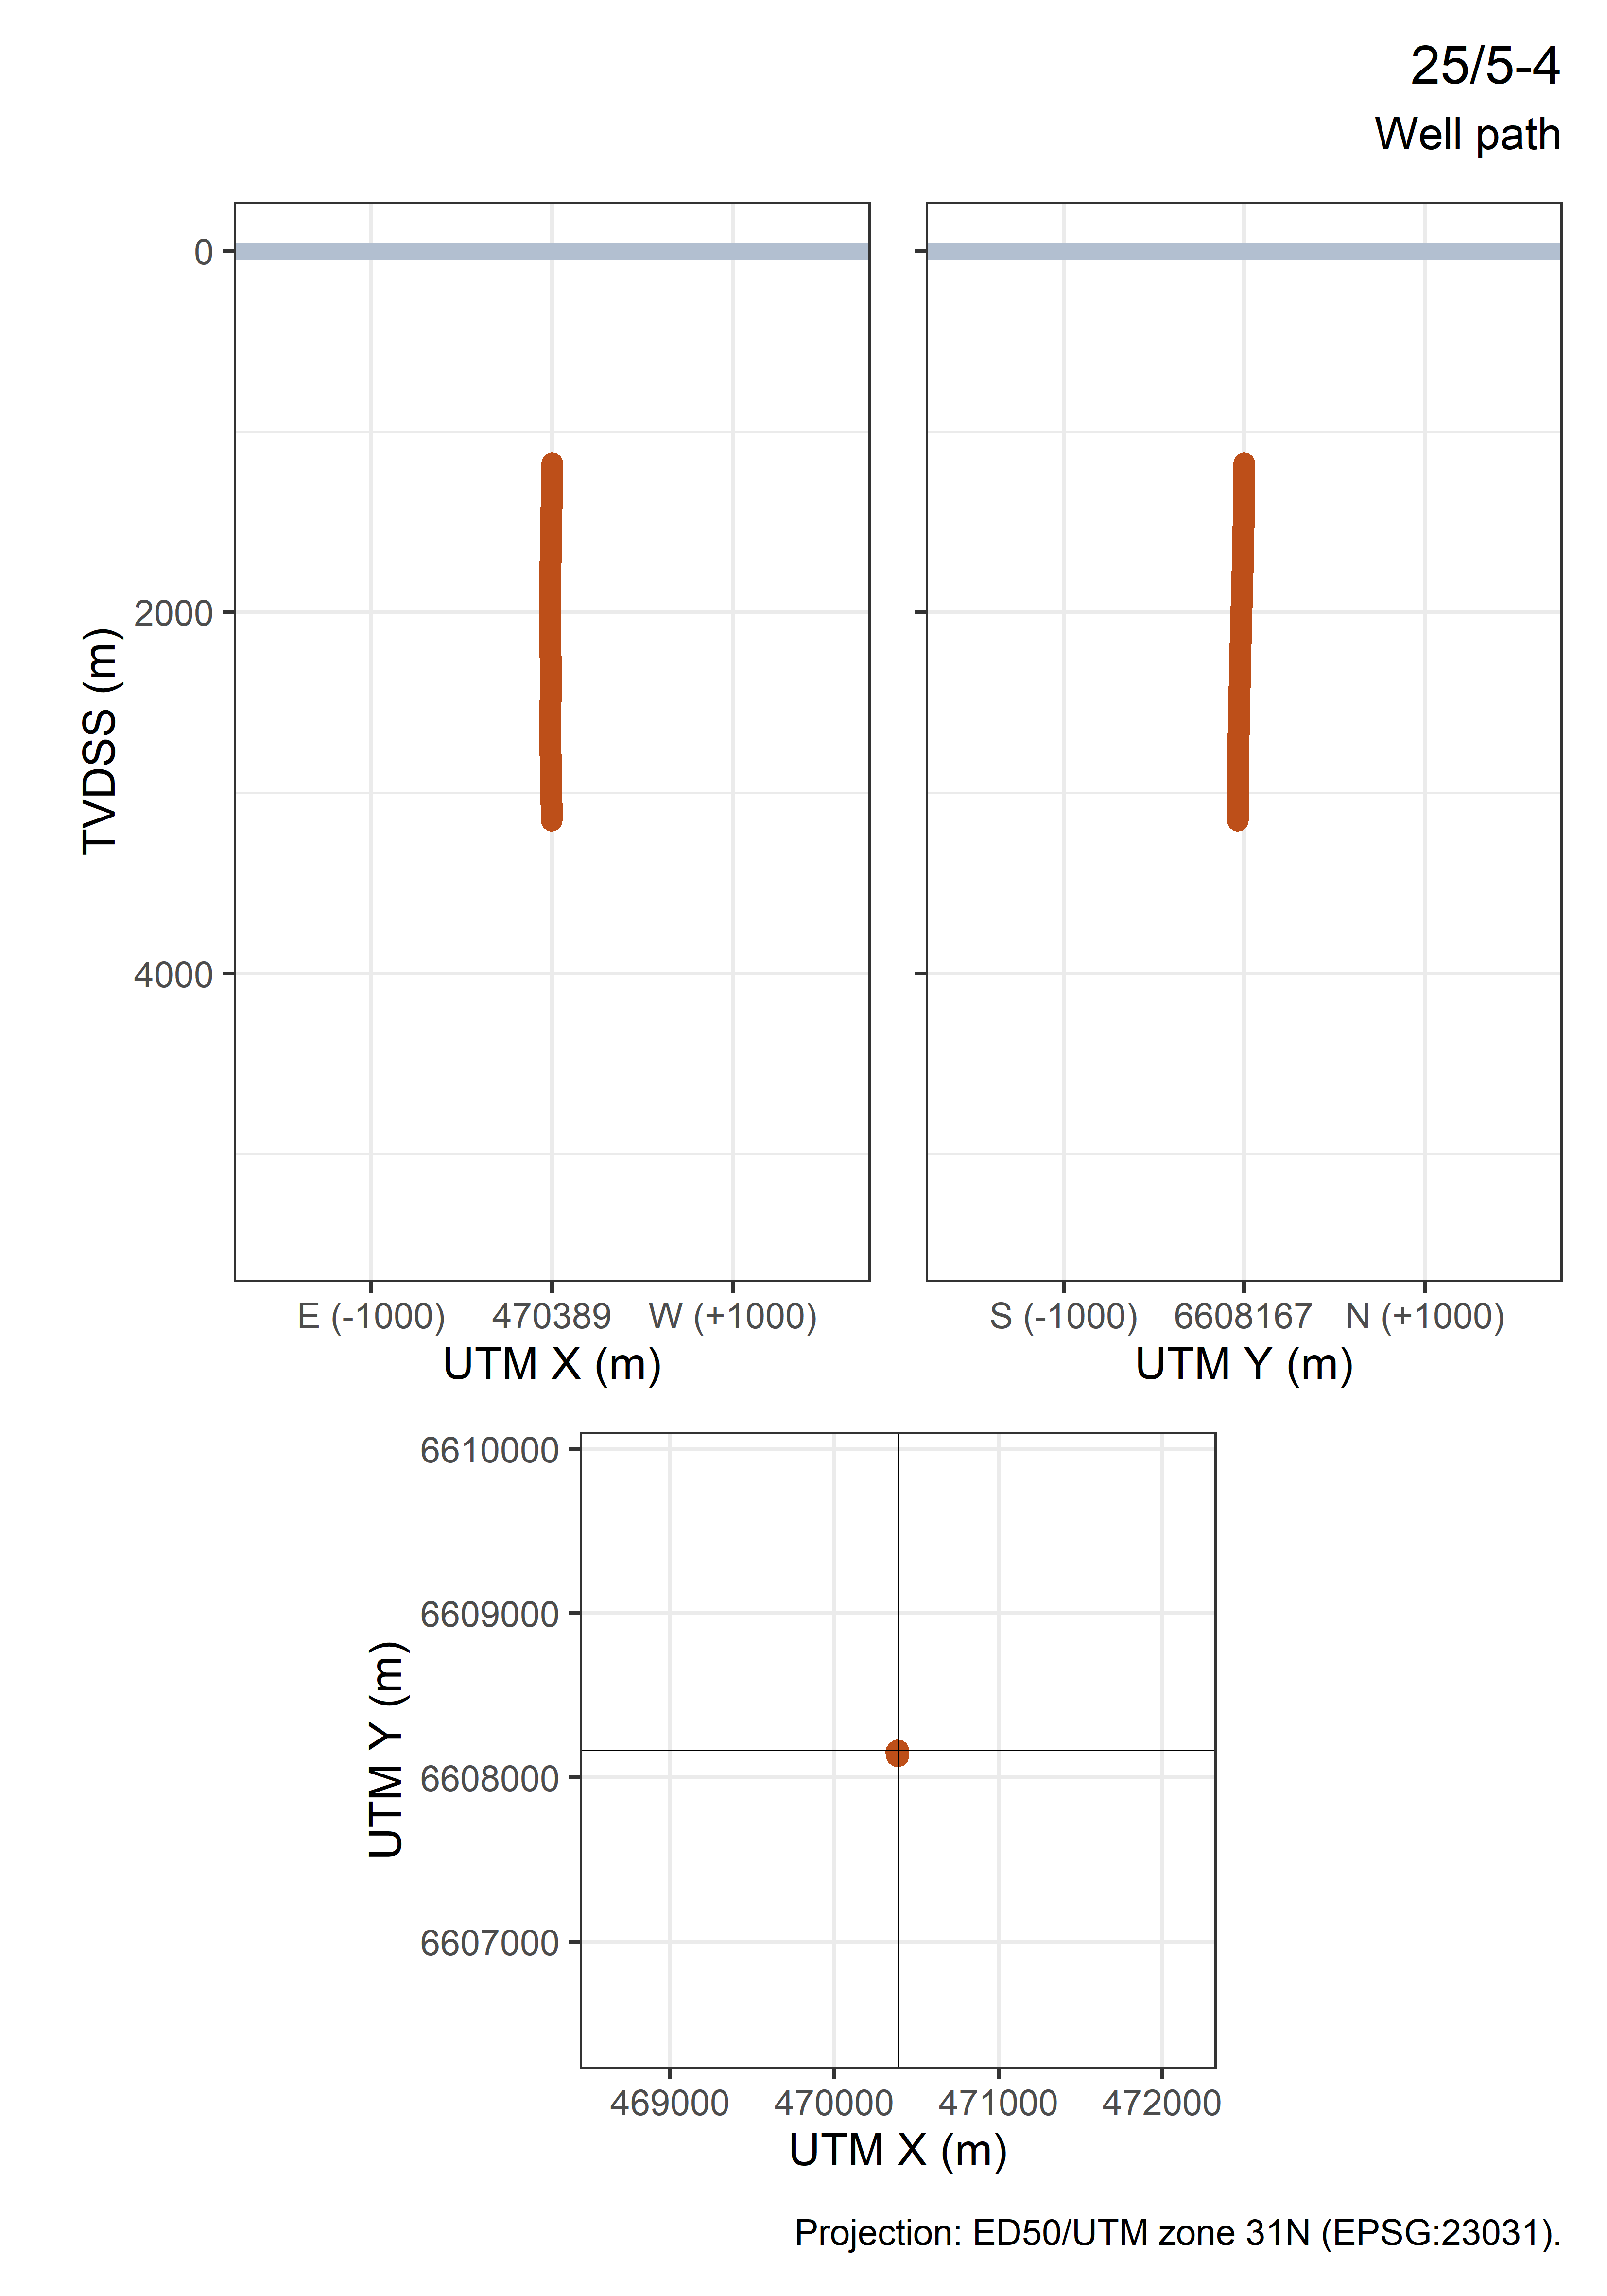 25/5-4
Well path
TVDSS (m)
0
2000
4000
E (-1000) 470389 W (+1000)
UTM X (m)
S (-1000) 6608167 N (+1000)
UTM Y (m)
UTM Y (m)
6610000
6609000
6608000
6607000
469000 470000 471000 472000
UTM X (m)
Projection: ED50/UTM zone 31N (EPSG:23031).